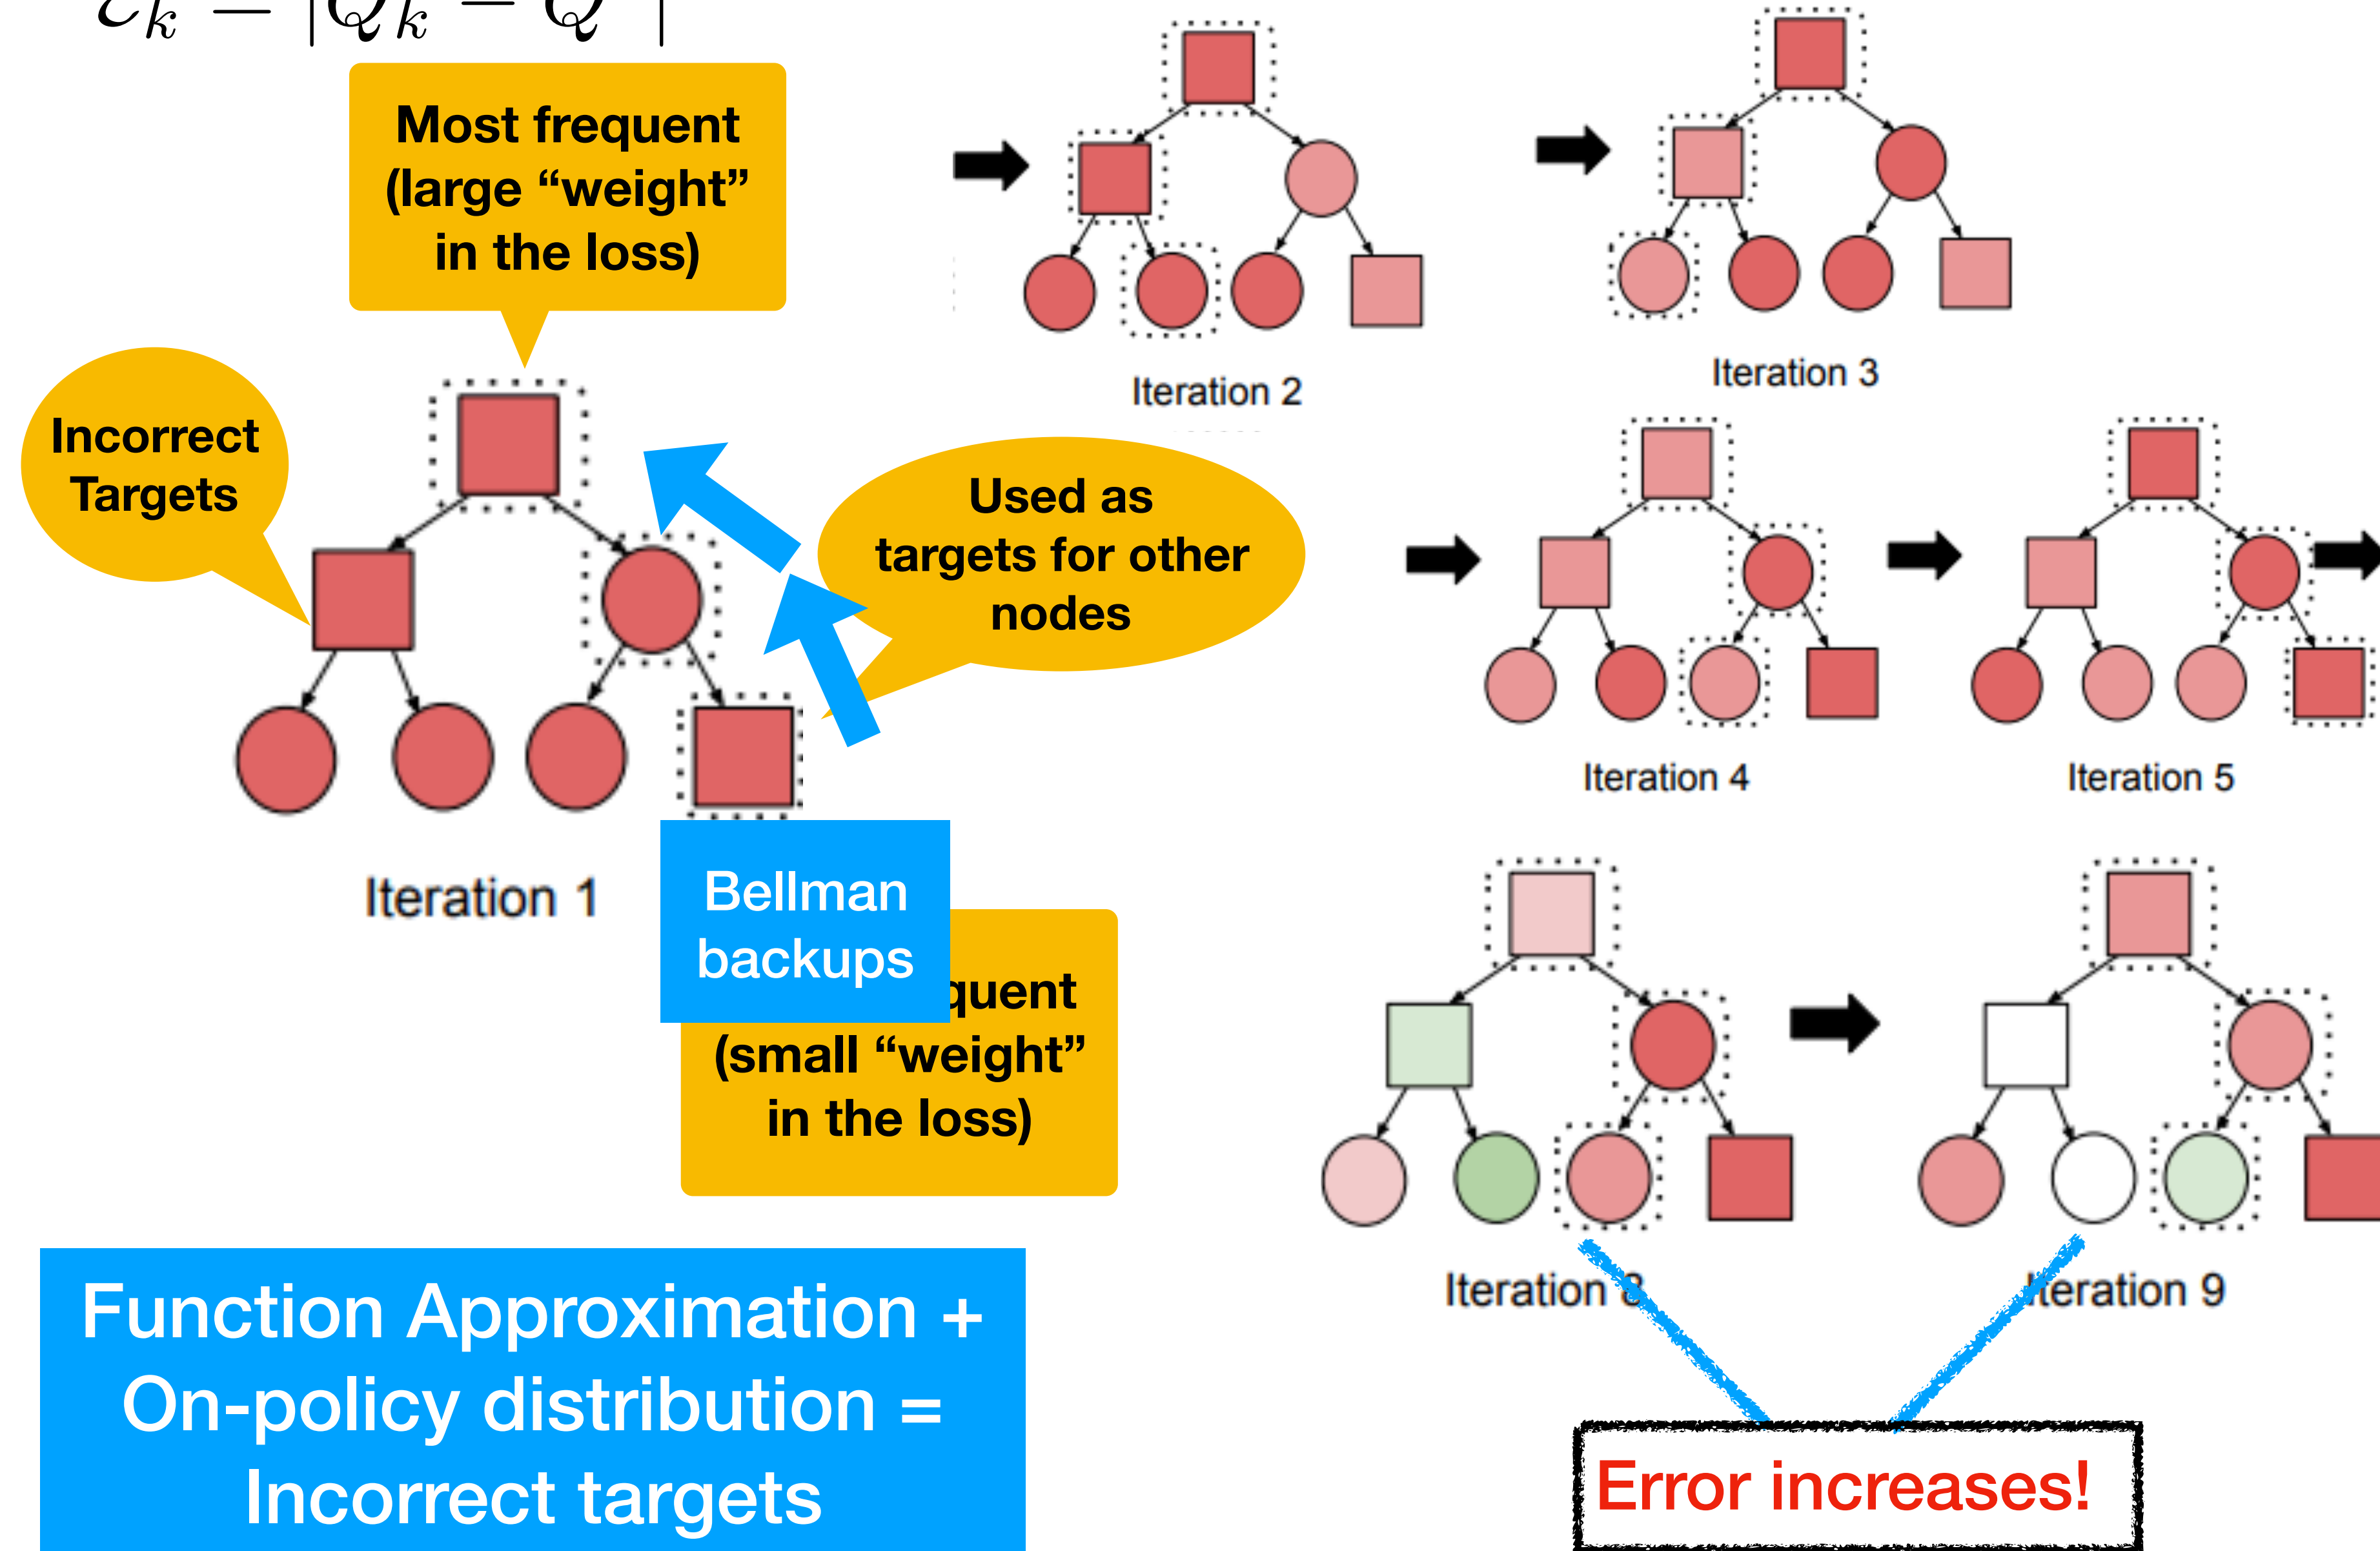 Most frequent
(large “weight”
in the loss)
Incorrect
Targets
Used as
targets for other
nodes
Iteration 1
Iteration 2
Iteration 3
Iteration 4
Iteration 5
Bellman
backups
quent
(small “weight”
in the loss)
Iteration 8
Iteration 9
Function Approximation +
On-policy distribution =
Incorrect targets
Error increases!